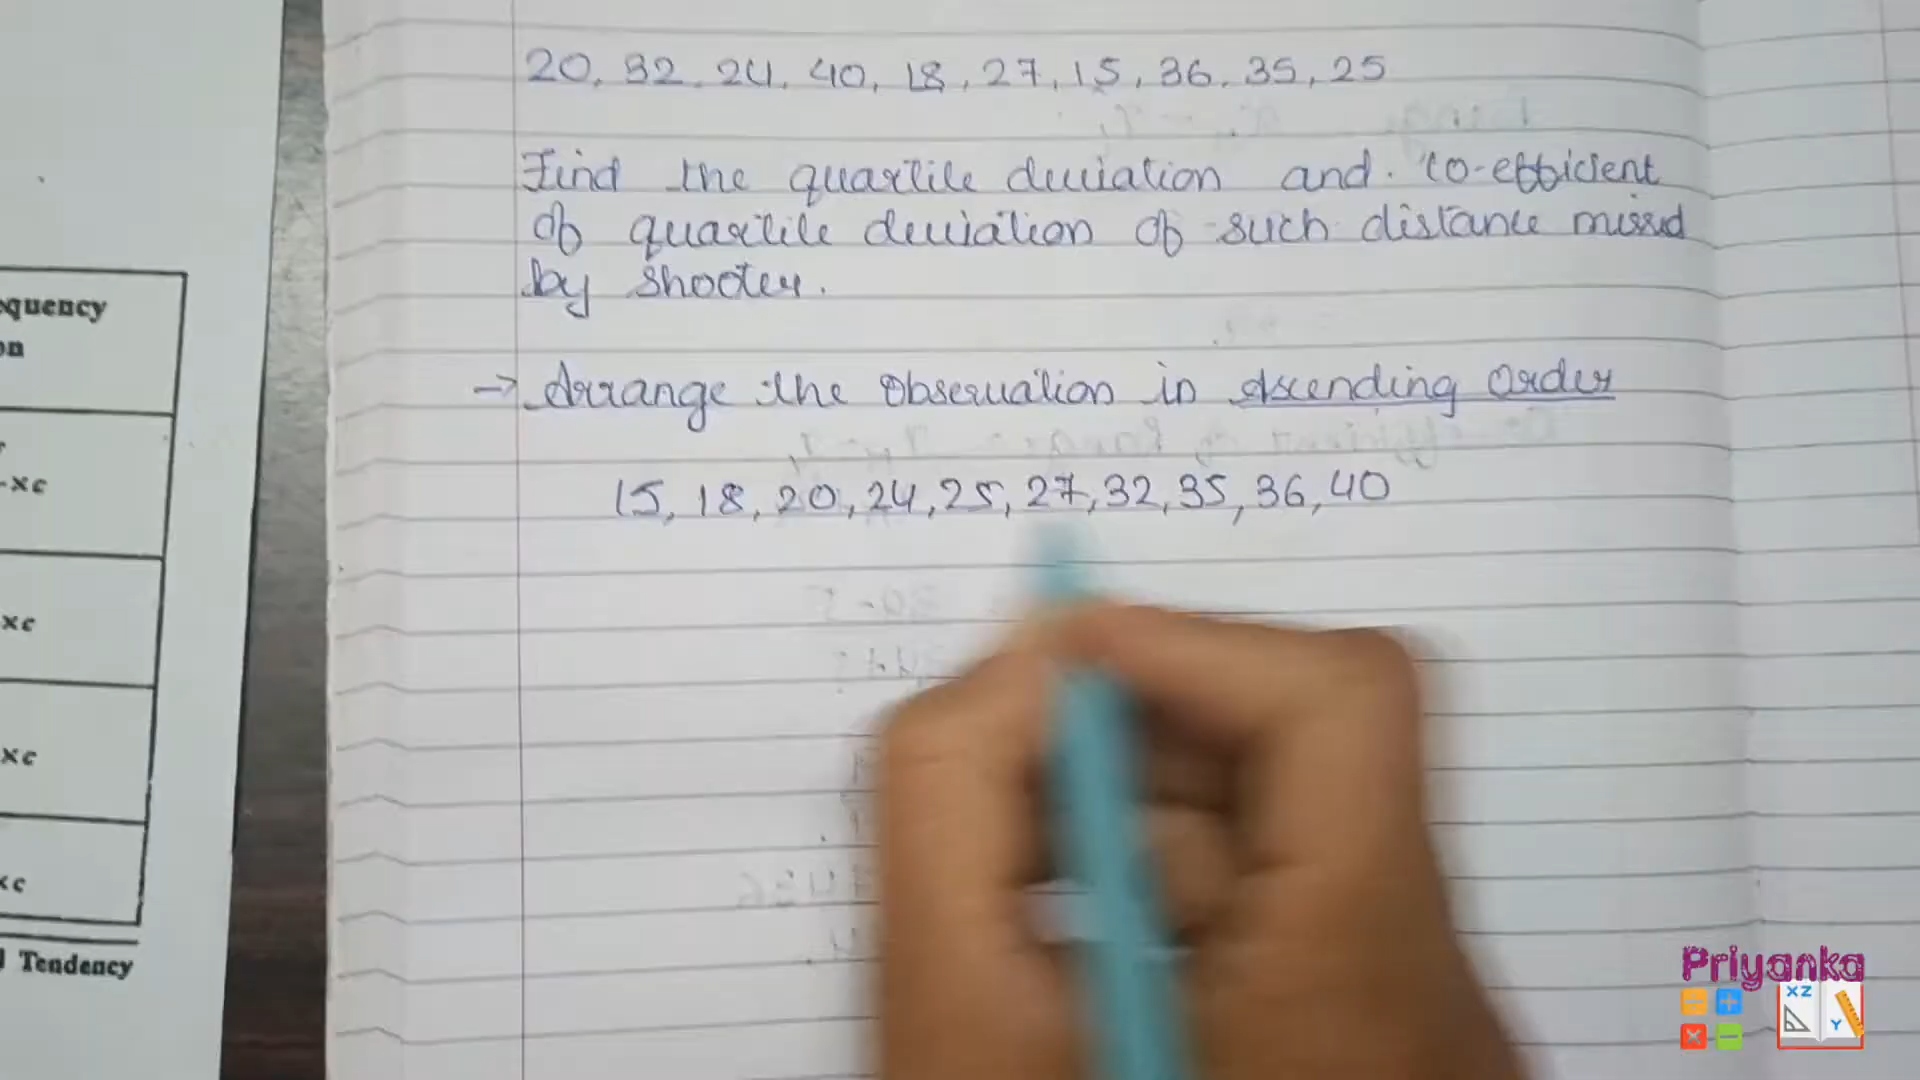 20, 32, 24, 40, 18, 27, 15, 36, 35, 25
Find the quartile deviation and co-efficient
of quartile deviation of such distance missed
by shooter.
→ Arrange the observation in ascending order
15, 18, 20, 24, 25, 27, 32, 35, 36, 40
equency
on
-xc
xc
xc
xc
l Tendency
Priyanka
XZ
Y